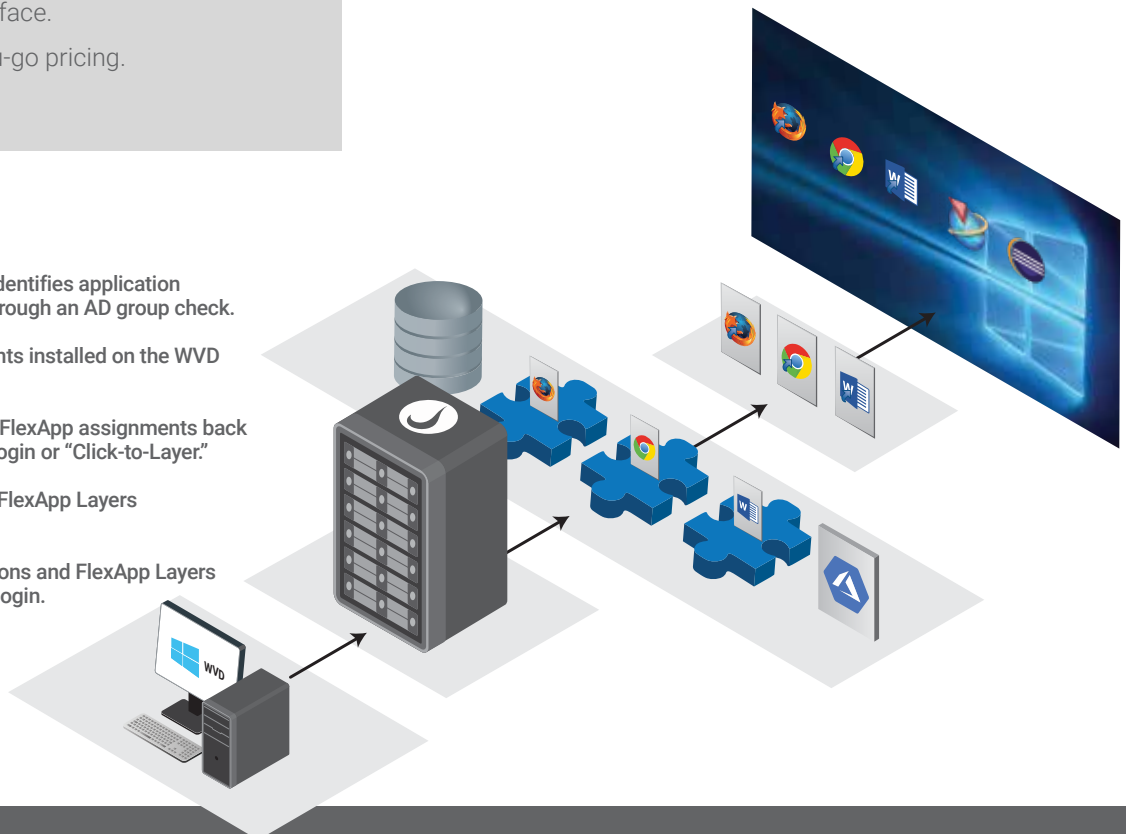 face.
-go pricing.
dentifies application
rough an AD group check.
nts installed on the WVD
FlexApp assignments back
ogin or “Click-to-Layer.”
FlexApp Layers
ons and FlexApp Layers
ogin.
WVD
W
W
W